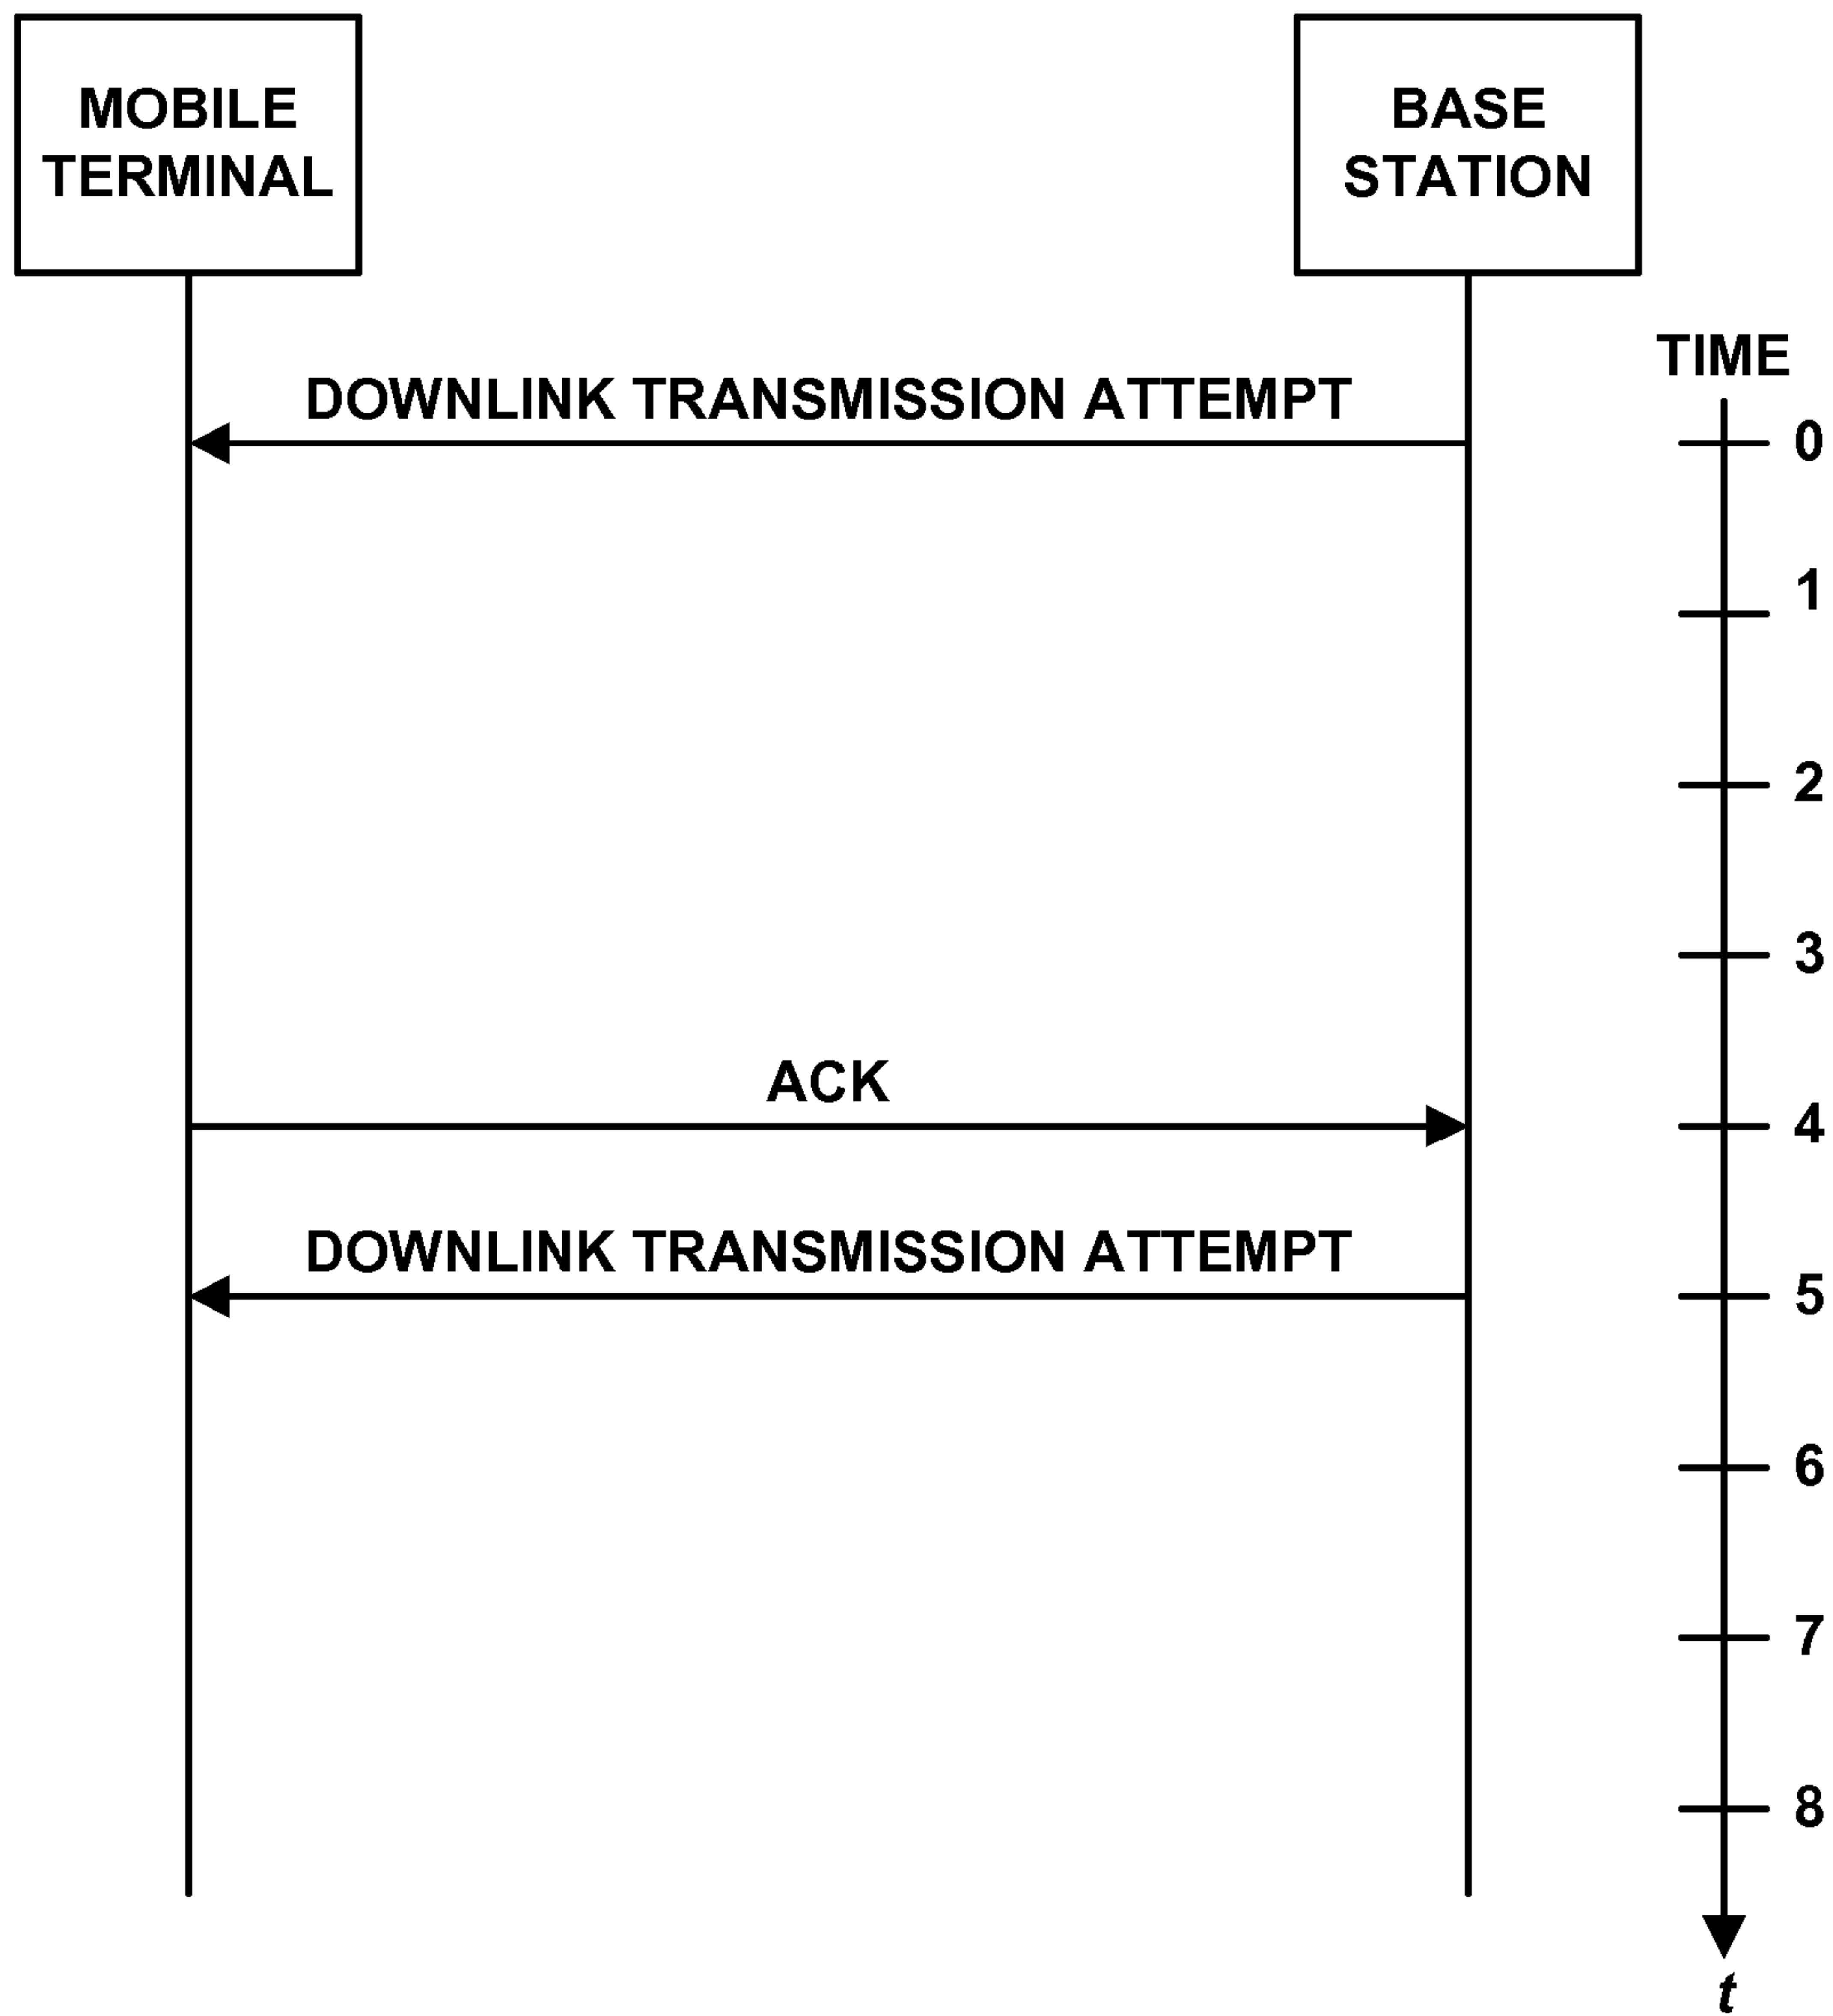 MOBILE
TERMINAL
BASE
STATION
TIME
DOWNLINK TRANSMISSION ATTEMPT
0
1
2
3
ACK
4
DOWNLINK TRANSMISSION ATTEMPT
5
6
7
8
t